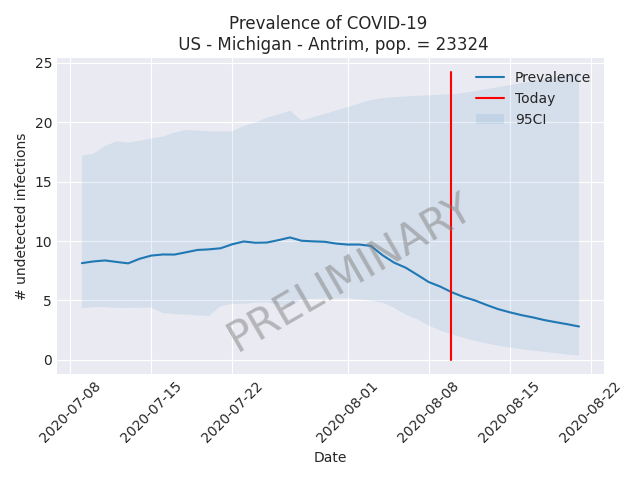 Prevalence of COVID-19
US - Michigan - Antrim, pop. = 23324
25
20
15
10
5
0
# undetected infections
Prevalence
Today
95CI
PRELIMINARY
2020-07-08
2020-07-15
2020-07-22
2020-08-01
2020-08-08
2020-08-15
2020-08-22
Date